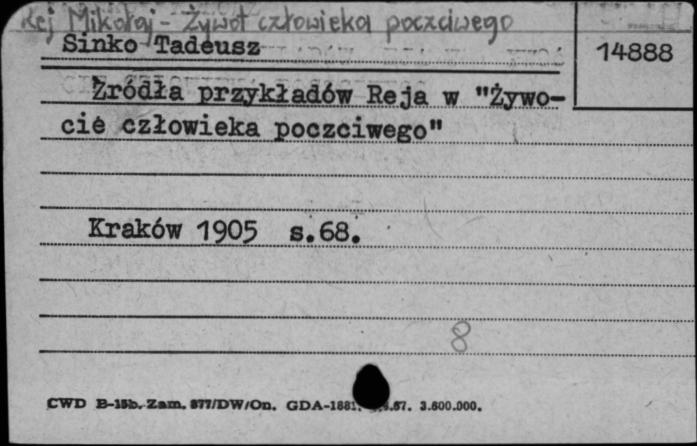 Rej Mikołaj - Żywot człowieka poczciwego
Sinko Tadeusz
14888
Źródła przykładów Reja w "Żywo-
cie człowieka poczciwego"
Kraków 1905 s.68.
8
CWD B-15b. Zam. 877/DW/On. GDA-1881. .67. 3.600.000.